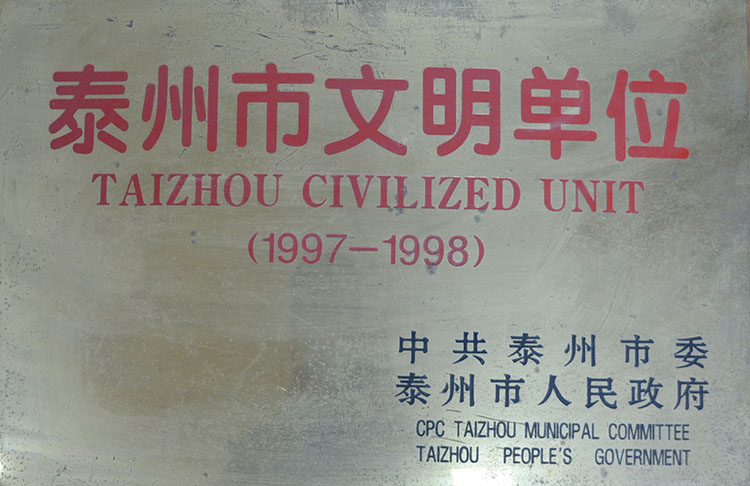 泰州市文明单位
TAIZHOU CIVILIZED UNIT
(1997—1998)
中共泰州市委
泰州市人民政府
CPC TAIZHOU MUNICIPAL COMMITTEE
TAIZHOU PEOPLE'S GOVERNMENT